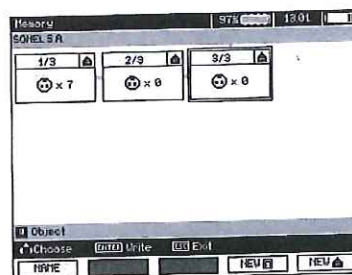 Memory 97% 13:01
SONEL S.A.
1/3 2/3 3/3
x 7 x 0 x 0
Object
Choose ENTER Write ESC Exit
NAME NEW NEW